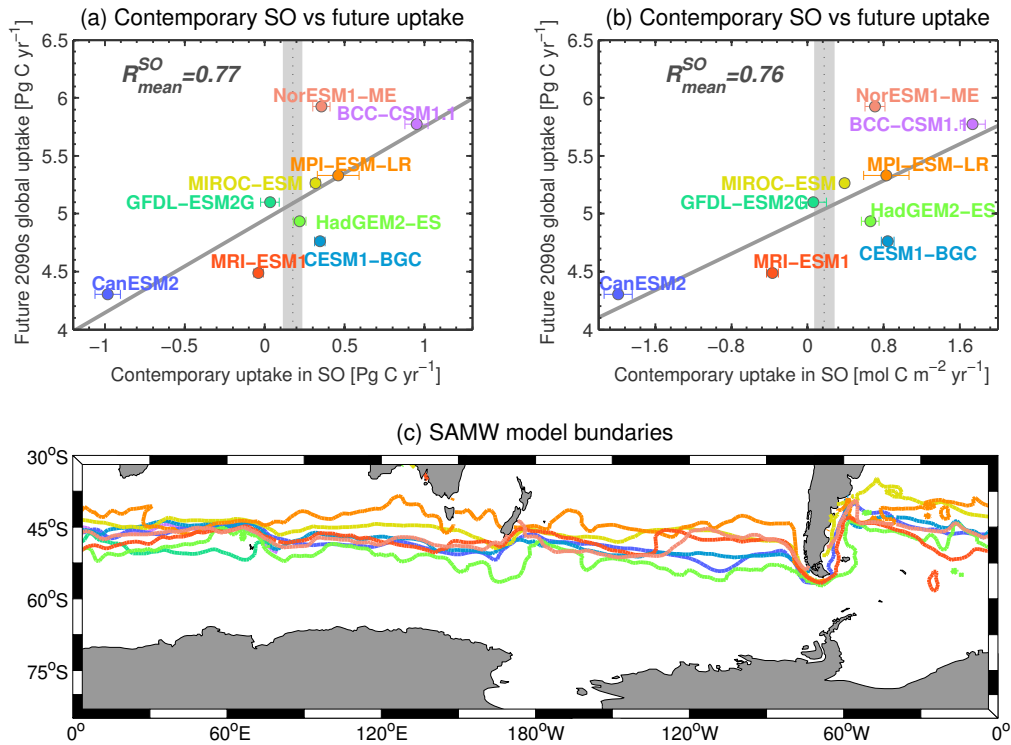 (a) Contemporary SO vs future uptake
Future 2090s global uptake [Pg C yr⁻¹]
6.5
6
5.5
5
4.5
4
R^SO_mean=0.77
NorESM1−ME
BCC−CSM1.1
MPI−ESM−LR
MIROC−ESM
GFDL−ESM2G
HadGEM2−ES
MRI−ESM1
CESM1−BGC
CanESM2
−1 −0.5 0 0.5 1
Contemporary uptake in SO [Pg C yr⁻¹]
(b) Contemporary SO vs future uptake
Future 2090s global uptake [Pg C yr⁻¹]
6.5
6
5.5
5
4.5
4
R^SO_mean=0.76
NorESM1−ME
BCC−CSM1.1
MPI−ESM−LR
MIROC−ESM
GFDL−ESM2G
HadGEM2−ES
MRI−ESM1
CESM1−BGC
CanESM2
−1.6 −0.8 0 0.8 1.6
Contemporary uptake in SO [mol C m⁻² yr⁻¹]
(c) SAMW model bundaries
30°S
45°S
60°S
75°S
0° 60°E 120°E 180°W 120°W 60°W 0°